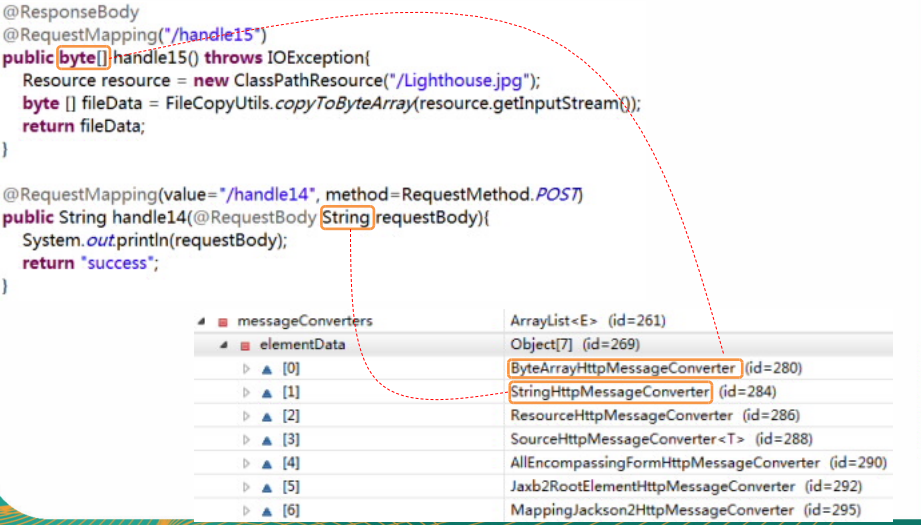 @ResponseBody
@RequestMapping("/handle15")
public byte[] handle15() throws IOException{
Resource resource = new ClassPathResource("/Lighthouse.jpg");
byte [] fileData = FileCopyUtils.copyToByteArray(resource.getInputStream());
return fileData;
}
@RequestMapping(value="/handle14", method=RequestMethod.POST)
public String handle14(@RequestBody String requestBody){
System.out.println(requestBody);
return "success";
}
messageConverters ArrayList<E> (id=261)
elementData Object[7] (id=269)
[0] ByteArrayHttpMessageConverter (id=280)
[1] StringHttpMessageConverter (id=284)
[2] ResourceHttpMessageConverter (id=286)
[3] SourceHttpMessageConverter<T> (id=288)
[4] AllEncompassingFormHttpMessageConverter (id=290)
[5] Jaxb2RootElementHttpMessageConverter (id=292)
[6] MappingJackson2HttpMessageConverter (id=295)